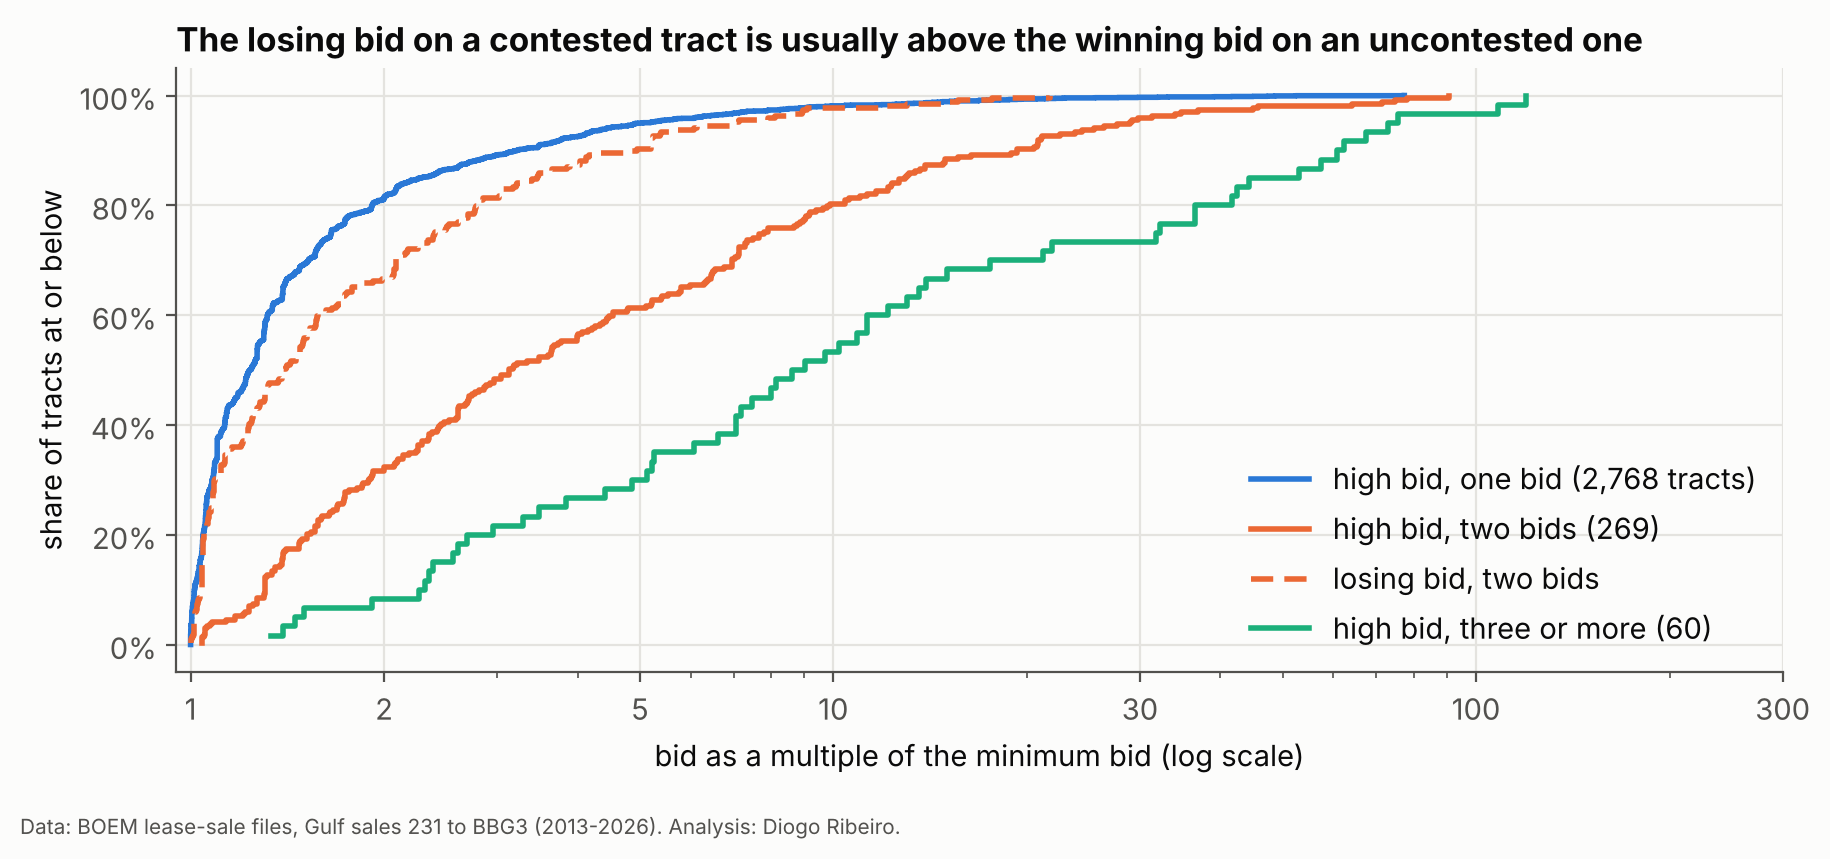 The losing bid on a contested tract is usually above the winning bid on an uncontested one
share of tracts at or below
100%
80%
60%
40%
20%
0%
high bid, one bid (2,768 tracts)
high bid, two bids (269)
losing bid, two bids
high bid, three or more (60)
1 2 5 10 30 100 300
bid as a multiple of the minimum bid (log scale)
Data: BOEM lease-sale files, Gulf sales 231 to BBG3 (2013-2026). Analysis: Diogo Ribeiro.